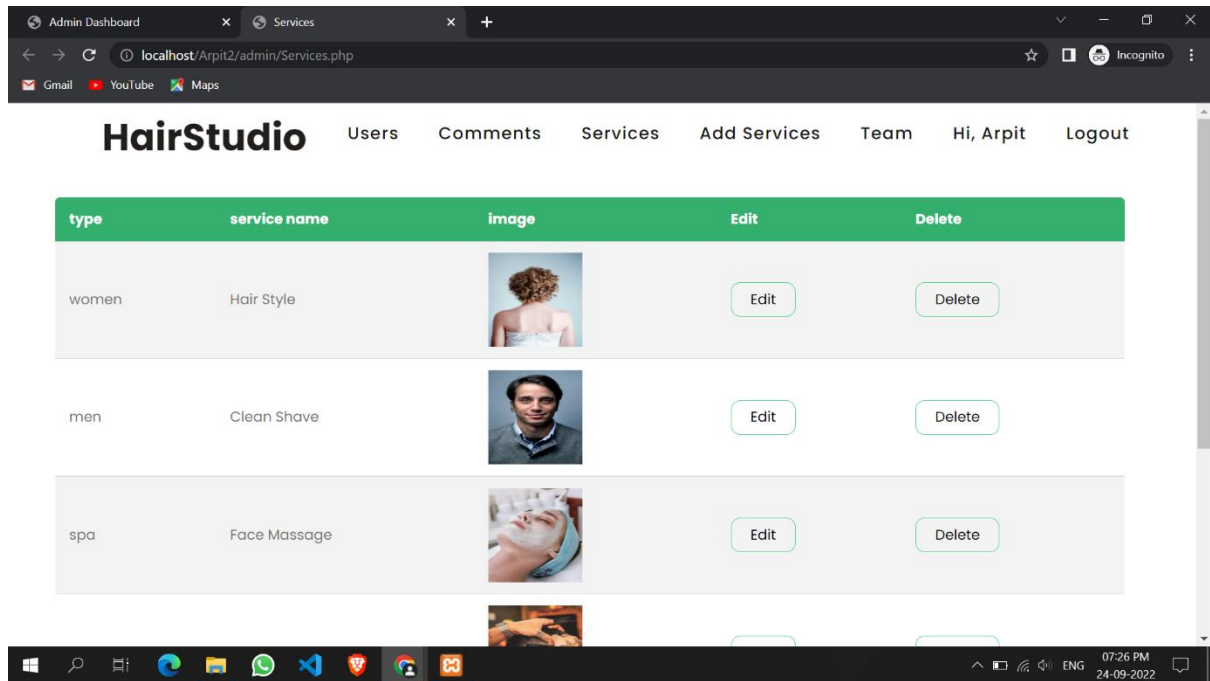 Admin Dashboard
Services
localhost/Arpit2/admin/Services.php
Incognito
Gmail
YouTube
Maps
HairStudio
Users
Comments
Services
Add Services
Team
Hi, Arpit
Logout
type service name image Edit Delete
women Hair Style Edit Delete
men Clean Shave Edit Delete
spa Face Massage Edit Delete
ENG
07:26 PM
24-09-2022